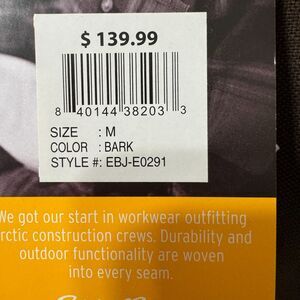 $ 139.99
8 40144 38203 3
SIZE : M
COLOR : BARK
STYLE #: EBJ-E0291
We got our start in workwear outfitting
arctic construction crews. Durability and
outdoor functionality are woven
into every seam.